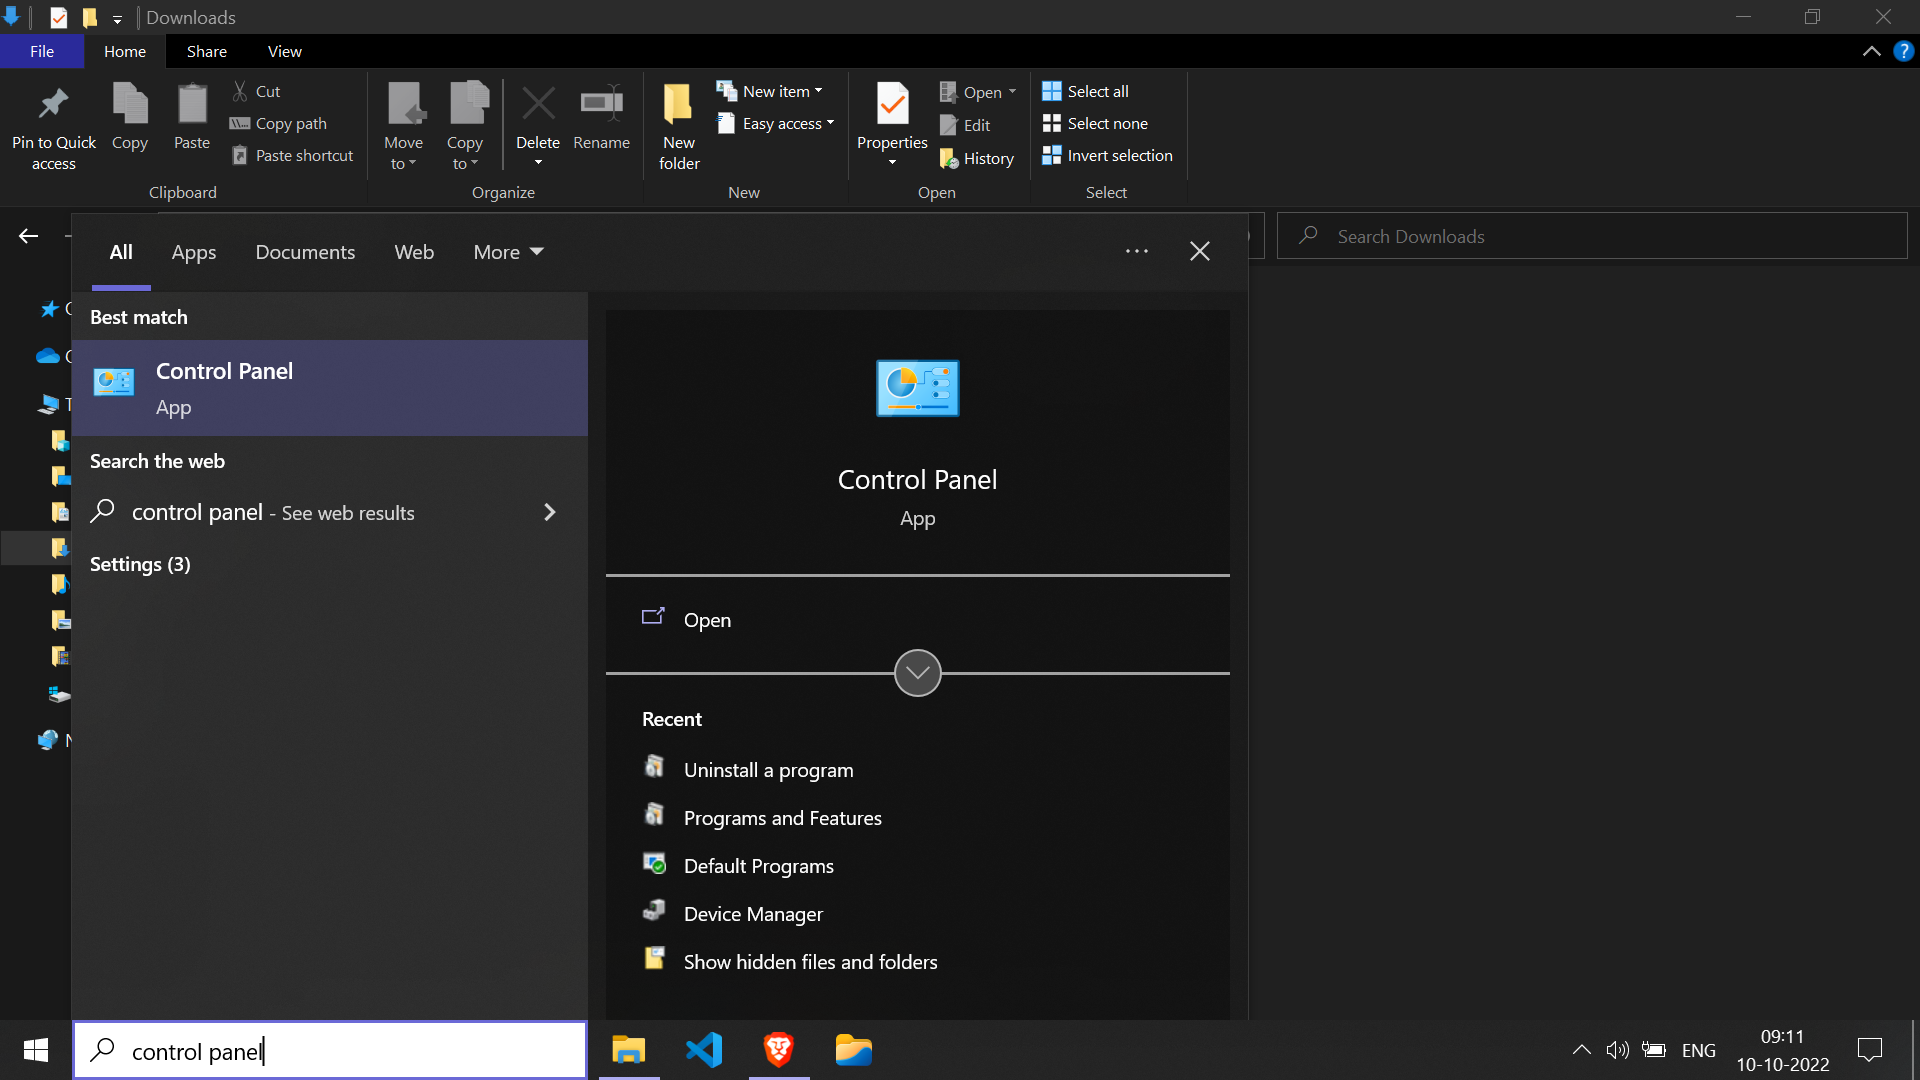 Downloads
File Home Share View
Pin to Quick access
Copy
Paste
Cut
Copy path
Paste shortcut
Clipboard
Move to
Copy to
Delete
Rename
Organize
New folder
New item
Easy access
New
Properties
Open
Edit
History
Open
Select all
Select none
Invert selection
Select
Search Downloads
All Apps Documents Web More
Best match
Control Panel
App
Search the web
control panel - See web results
Settings (3)
Control Panel
App
Open
Recent
Uninstall a program
Programs and Features
Default Programs
Device Manager
Show hidden files and folders
control panel
ENG
09:11
10-10-2022